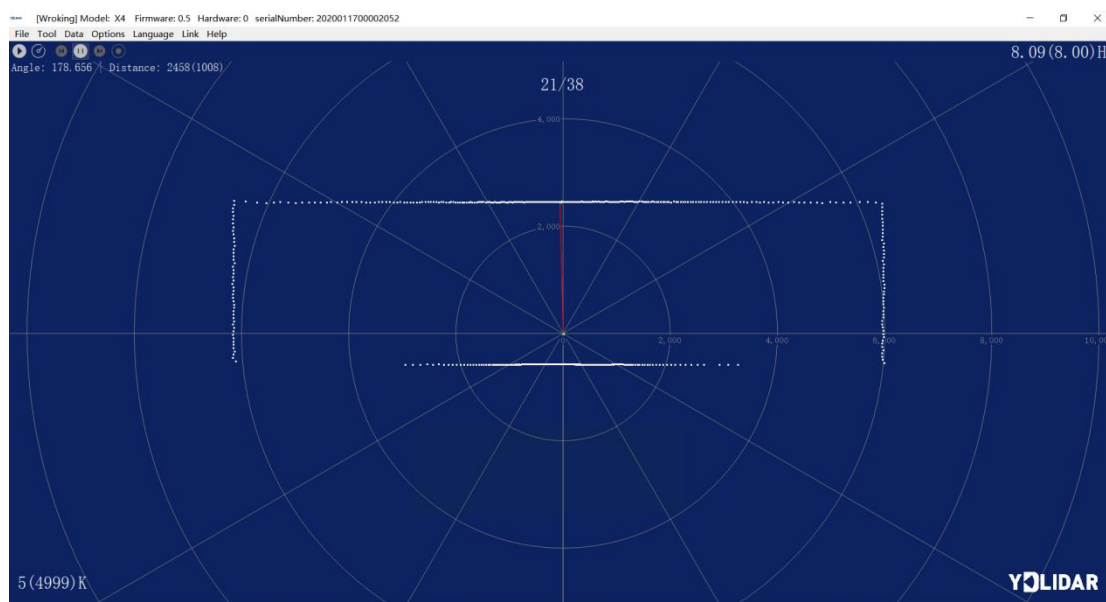 [Wroking] Model: X4 Firmware: 0.5 Hardware: 0 serialNumber: 2020011700002052
File Tool Data Options Language Link Help
8.09(8.00)H
Angle: 178.656 Distance: 2458(1008)
21/38
4,000
2,000
0 2,000 4,000 6,000 8,000 10,00
5(4999)K
YDLIDAR